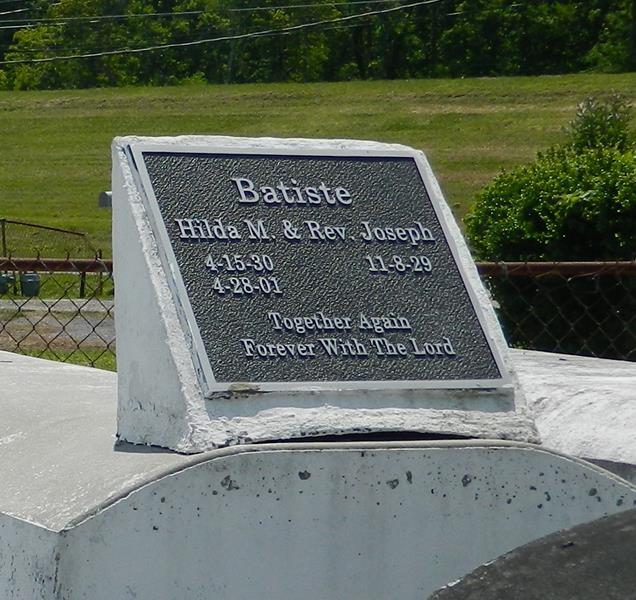 Batiste
Hilda M. & Rev. Joseph
4-15-30 11-8-29
4-28-01
Together Again
Forever With The Lord